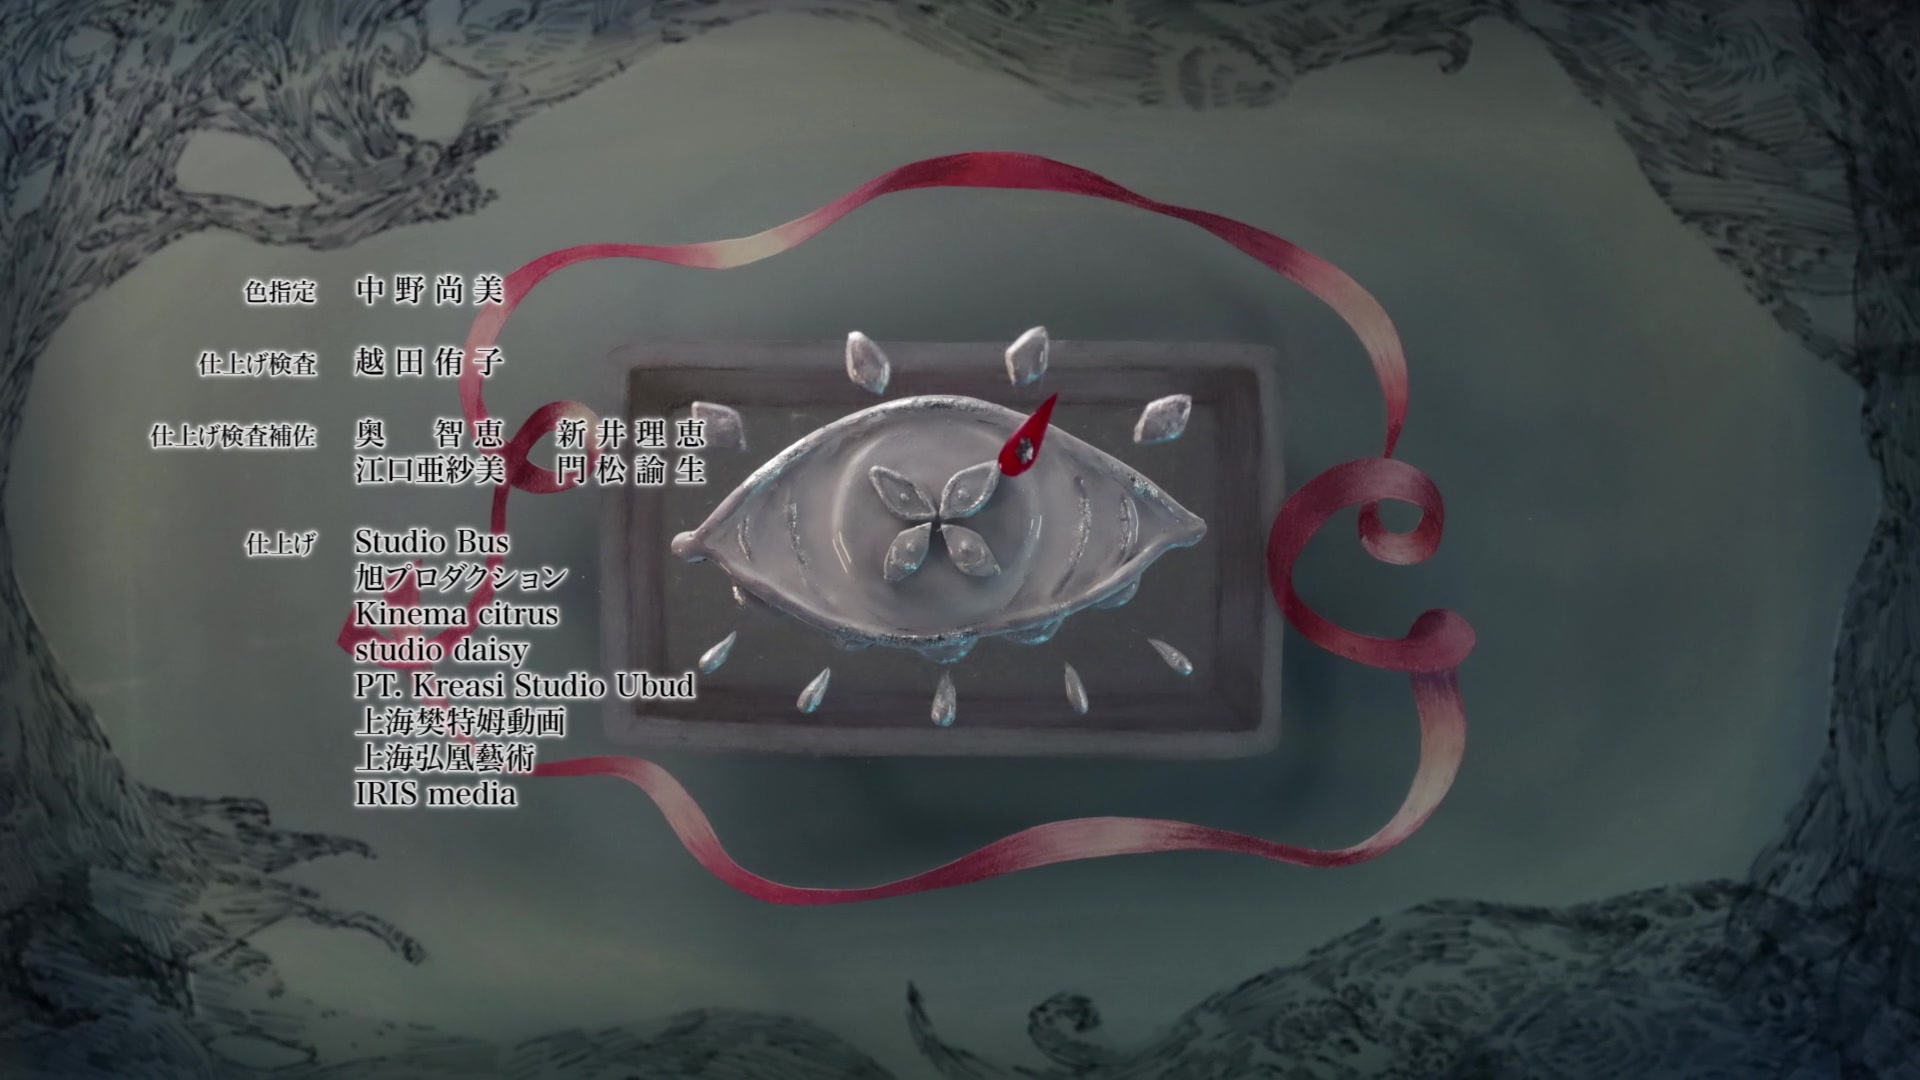 色指定 中野尚美
仕上げ検査 越田侑子
仕上げ検査補佐 奥智恵 新井理恵
江口亜紗美 門松諭生
仕上げ Studio Bus
旭プロダクション
Kinema citrus
studio daisy
PT. Kreasi Studio Ubud
上海樊特姆動画
上海弘凰藝術
IRIS media